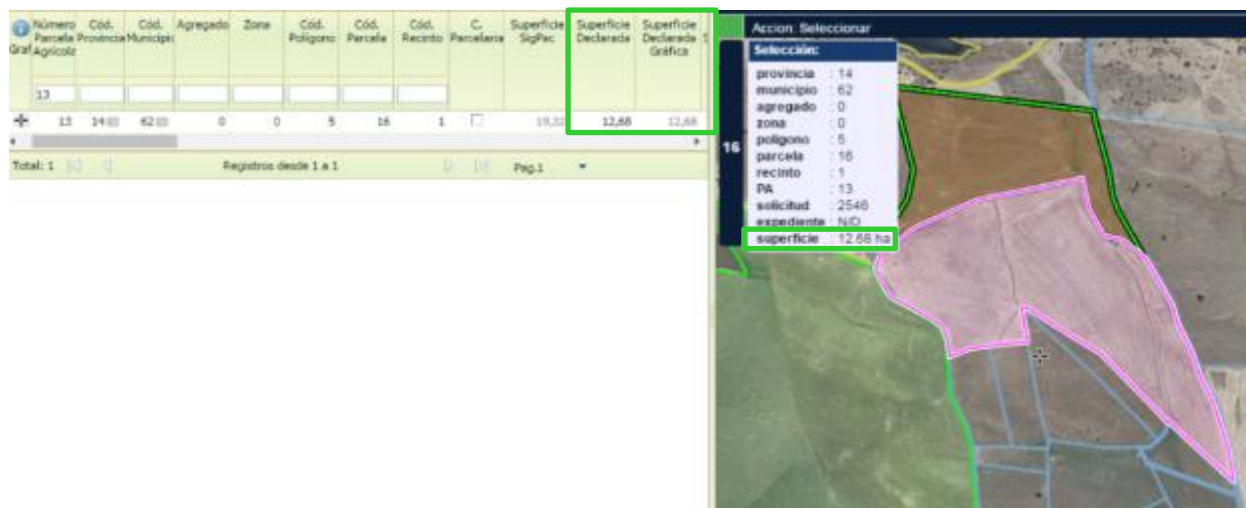 Número Cód. Cód. Agregado Zona Cód. Cód. Cód. C. Superficie Superficie Superficie
Parcela Provincia Municipio Polígono Parcela Recinto Parcelaria SigPac Declarada Declarada
Graf Agrícola Gráfica
13
13 14 62 0 0 5 16 1 19,32 12,68 12,68
Total: 1 Registros desde 1 a 1 Pag.1
16
Accion: Seleccionar
Selección:
provincia : 14
municipio : 62
agregado : 0
zona : 0
poligono : 5
parcela : 16
recinto : 1
PA : 13
solicitud : 2546
expediente : N/D
superficie : 12.68 ha